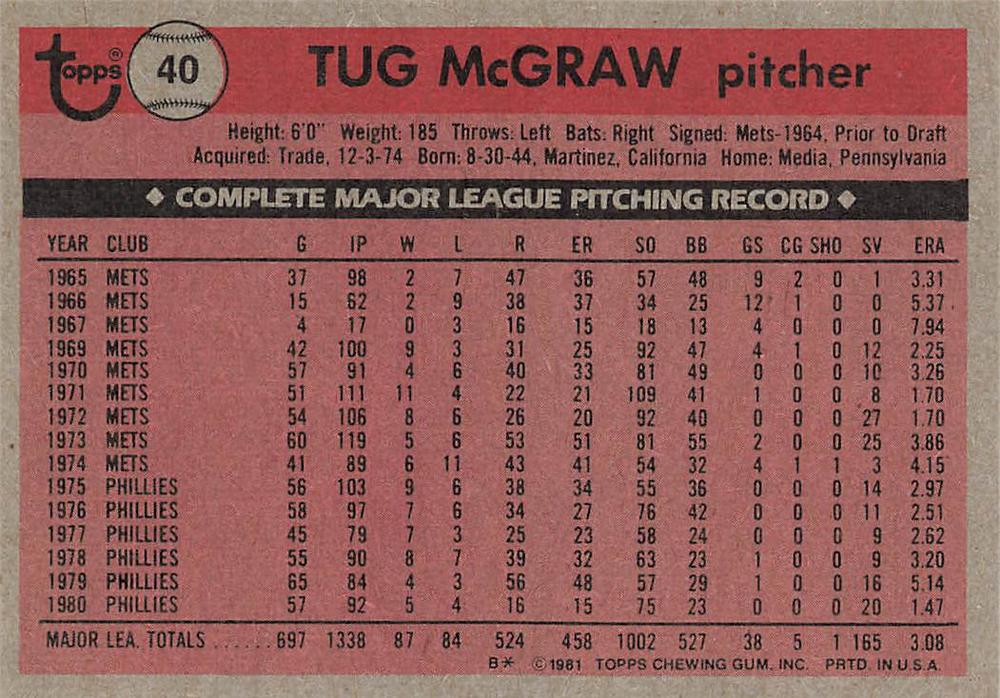 topps® 40 TUG McGRAW pitcher
Height: 6'0" Weight: 185 Throws: Left Bats: Right Signed: Mets-1964, Prior to Draft
Acquired: Trade, 12-3-74 Born: 8-30-44, Martinez, California Home: Media, Pennsylvania
◆ COMPLETE MAJOR LEAGUE PITCHING RECORD ◆
YEAR CLUB G IP W L R ER SO BB GS CG SHO SV ERA
1965 METS 37 98 2 7 47 36 57 48 9 2 0 1 3.31
1966 METS 15 62 2 9 38 37 34 25 12 1 0 0 5.37
1967 METS 4 17 0 3 16 15 18 13 4 0 0 0 7.94
1969 METS 42 100 9 3 31 25 92 47 4 1 0 12 2.25
1970 METS 57 91 4 6 40 33 81 49 0 0 0 10 3.26
1971 METS 51 111 11 4 22 21 109 41 1 0 0 8 1.70
1972 METS 54 106 8 6 26 20 92 40 0 0 0 27 1.70
1973 METS 60 119 5 6 53 51 81 55 2 0 0 25 3.86
1974 METS 41 89 6 11 43 41 54 32 4 1 1 3 4.15
1975 PHILLIES 56 103 9 6 38 34 55 36 0 0 0 14 2.97
1976 PHILLIES 58 97 7 6 34 27 76 42 0 0 0 11 2.51
1977 PHILLIES 45 79 7 3 25 23 58 24 0 0 0 9 2.62
1978 PHILLIES 55 90 8 7 39 32 63 23 1 0 0 9 3.20
1979 PHILLIES 65 84 4 3 56 48 57 29 1 0 0 16 5.14
1980 PHILLIES 57 92 5 4 16 15 75 23 0 0 0 20 1.47
MAJOR LEA. TOTALS ...... 697 1338 87 84 524 458 1002 527 38 5 1 165 3.08
B* ©1981 TOPPS CHEWING GUM, INC. PRTD. IN U.S.A.